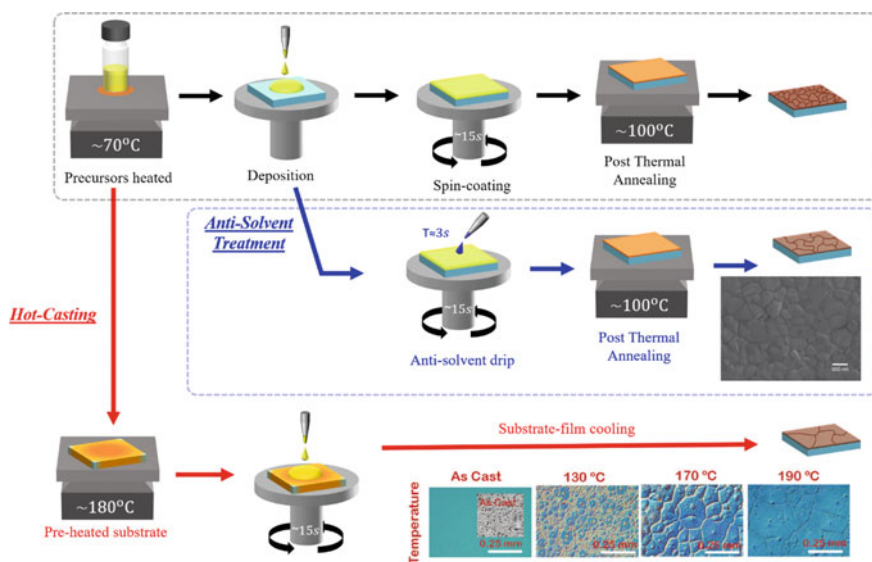 ~70°C
Precursors heated
Deposition
~15s
Spin-coating
~100°C
Post Thermal
Annealing
Anti-Solvent
Treatment
T≈3s
~15s
Anti-solvent drip
~100°C
Post Thermal
Annealing
Hot-Casting
~180°C
Pre-heated substrate
~15s
Substrate-film cooling
Temperature
As Cast
130 °C
170 °C
190 °C
As Cast
0.25 mm
0.25 mm
0.25 mm
0.25 mm